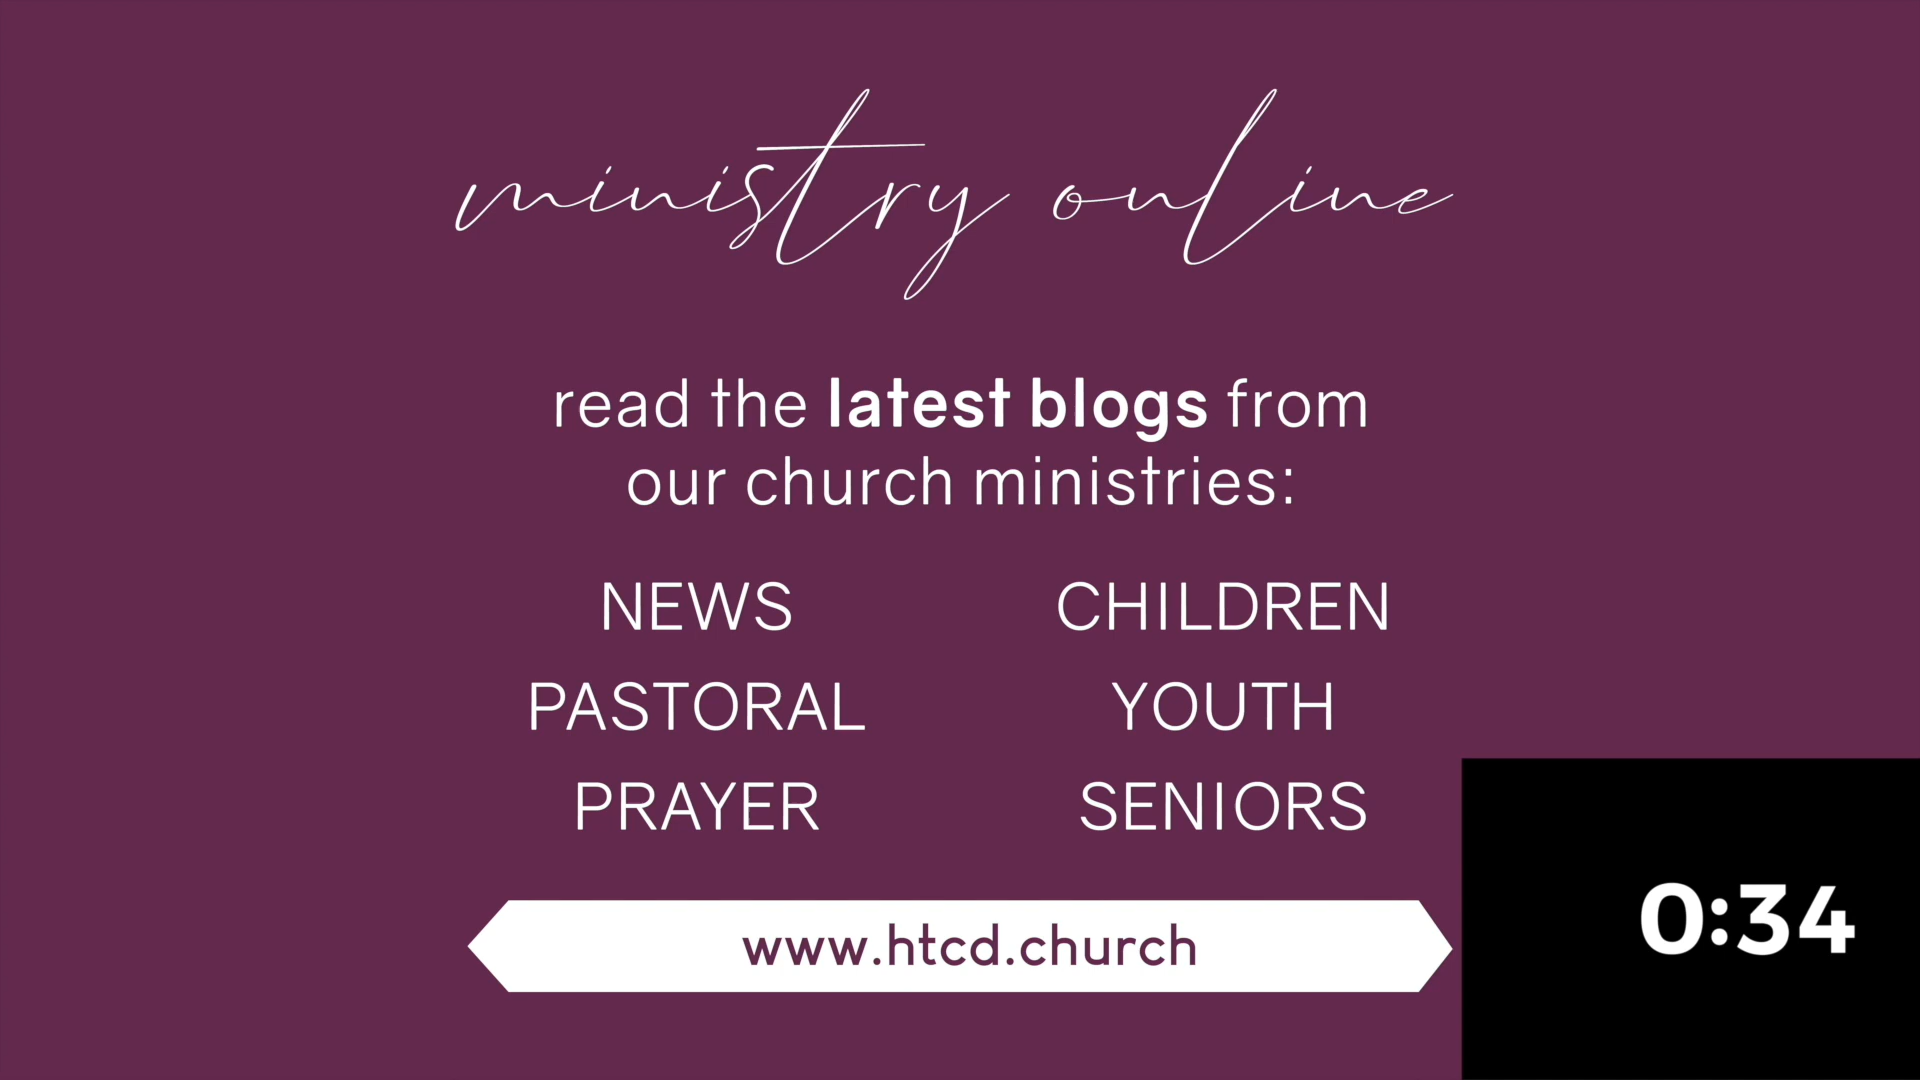 ministry online
read the latest blogs from
our church ministries:
NEWS
PASTORAL
PRAYER
CHILDREN
YOUTH
SENIORS
www.htcd.church
0:34